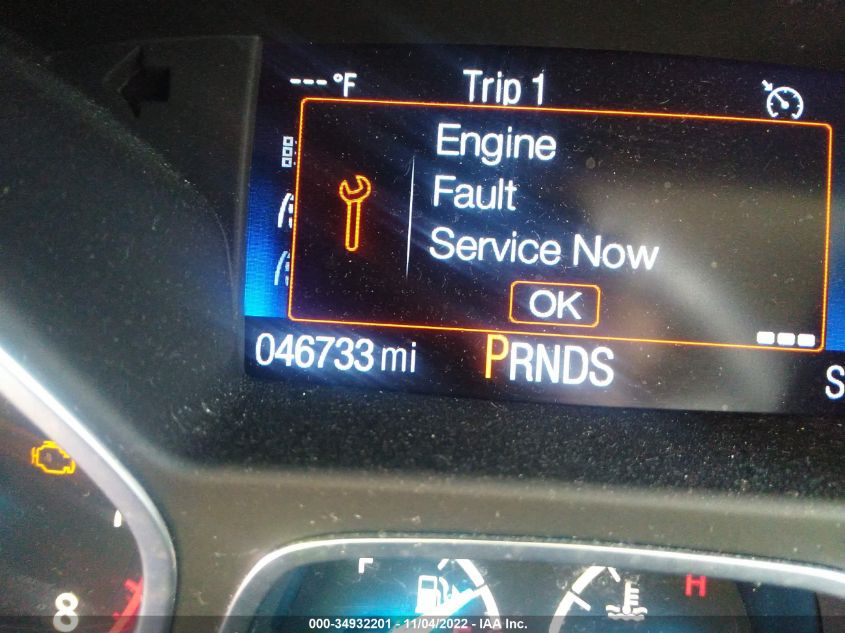 ---°F
Trip 1
Engine
Fault
Service Now
OK
046733 mi
PRNDS
S
8
F
H
000-34932201 - 11/04/2022 - IAA Inc.